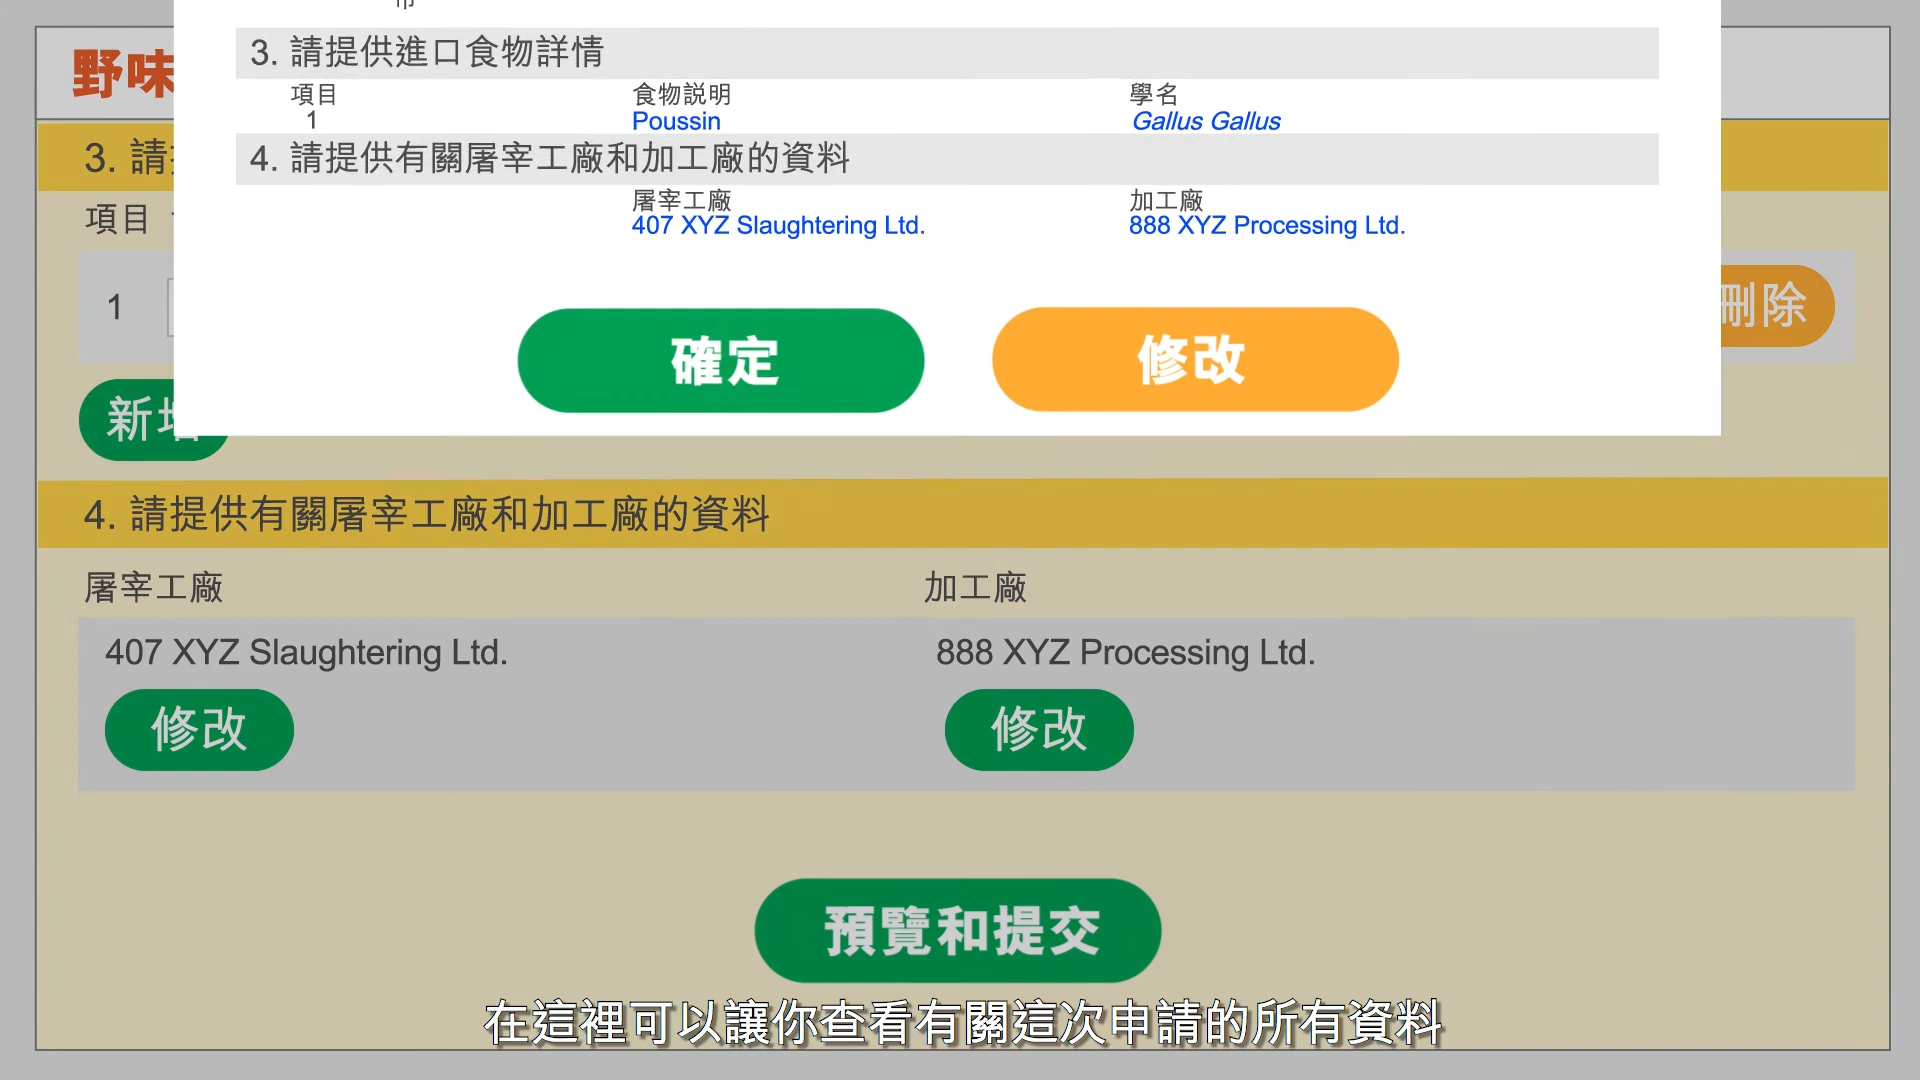 3. 請提供進口食物詳情
項目 食物説明 學名
1 Poussin Gallus Gallus
4. 請提供有關屠宰工廠和加工廠的資料
屠宰工廠 加工廠
407 XYZ Slaughtering Ltd. 888 XYZ Processing Ltd.
確定 修改
野味
3. 請
項目
1
刪除
新增
4. 請提供有關屠宰工廠和加工廠的資料
屠宰工廠 加工廠
407 XYZ Slaughtering Ltd. 888 XYZ Processing Ltd.
修改 修改
預覽和提交
在這裡可以讓你查看有關這次申請的所有資料